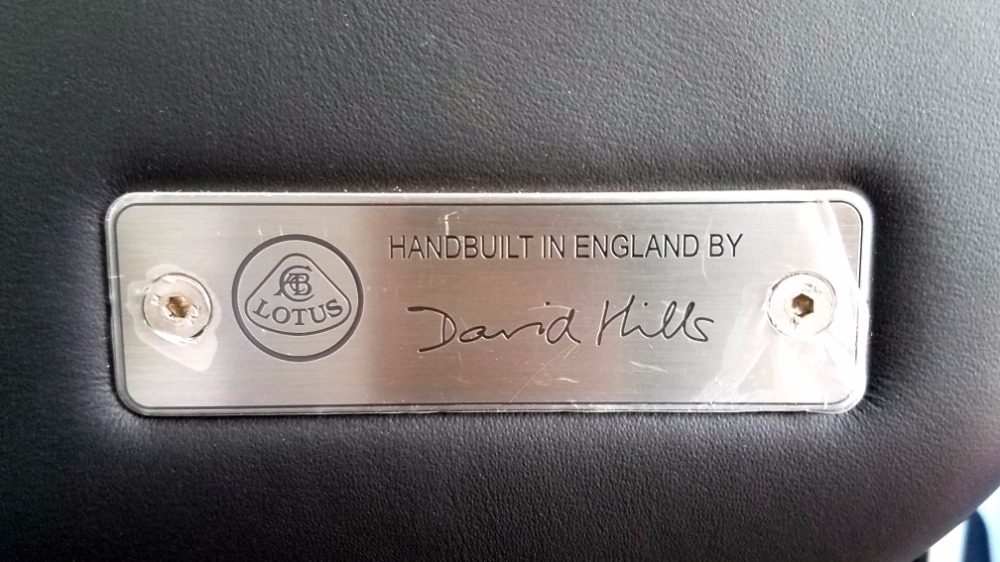 LOTUS
HANDBUILT IN ENGLAND BY
David Hills